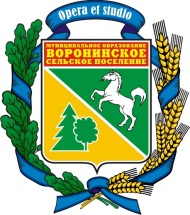 Opera et studio
МУНИЦИПАЛЬНОЕ ОБРАЗОВАНИЕ
ВОРОНИНСКОЕ
СЕЛЬСКОЕ ПОСЕЛЕНИЕ